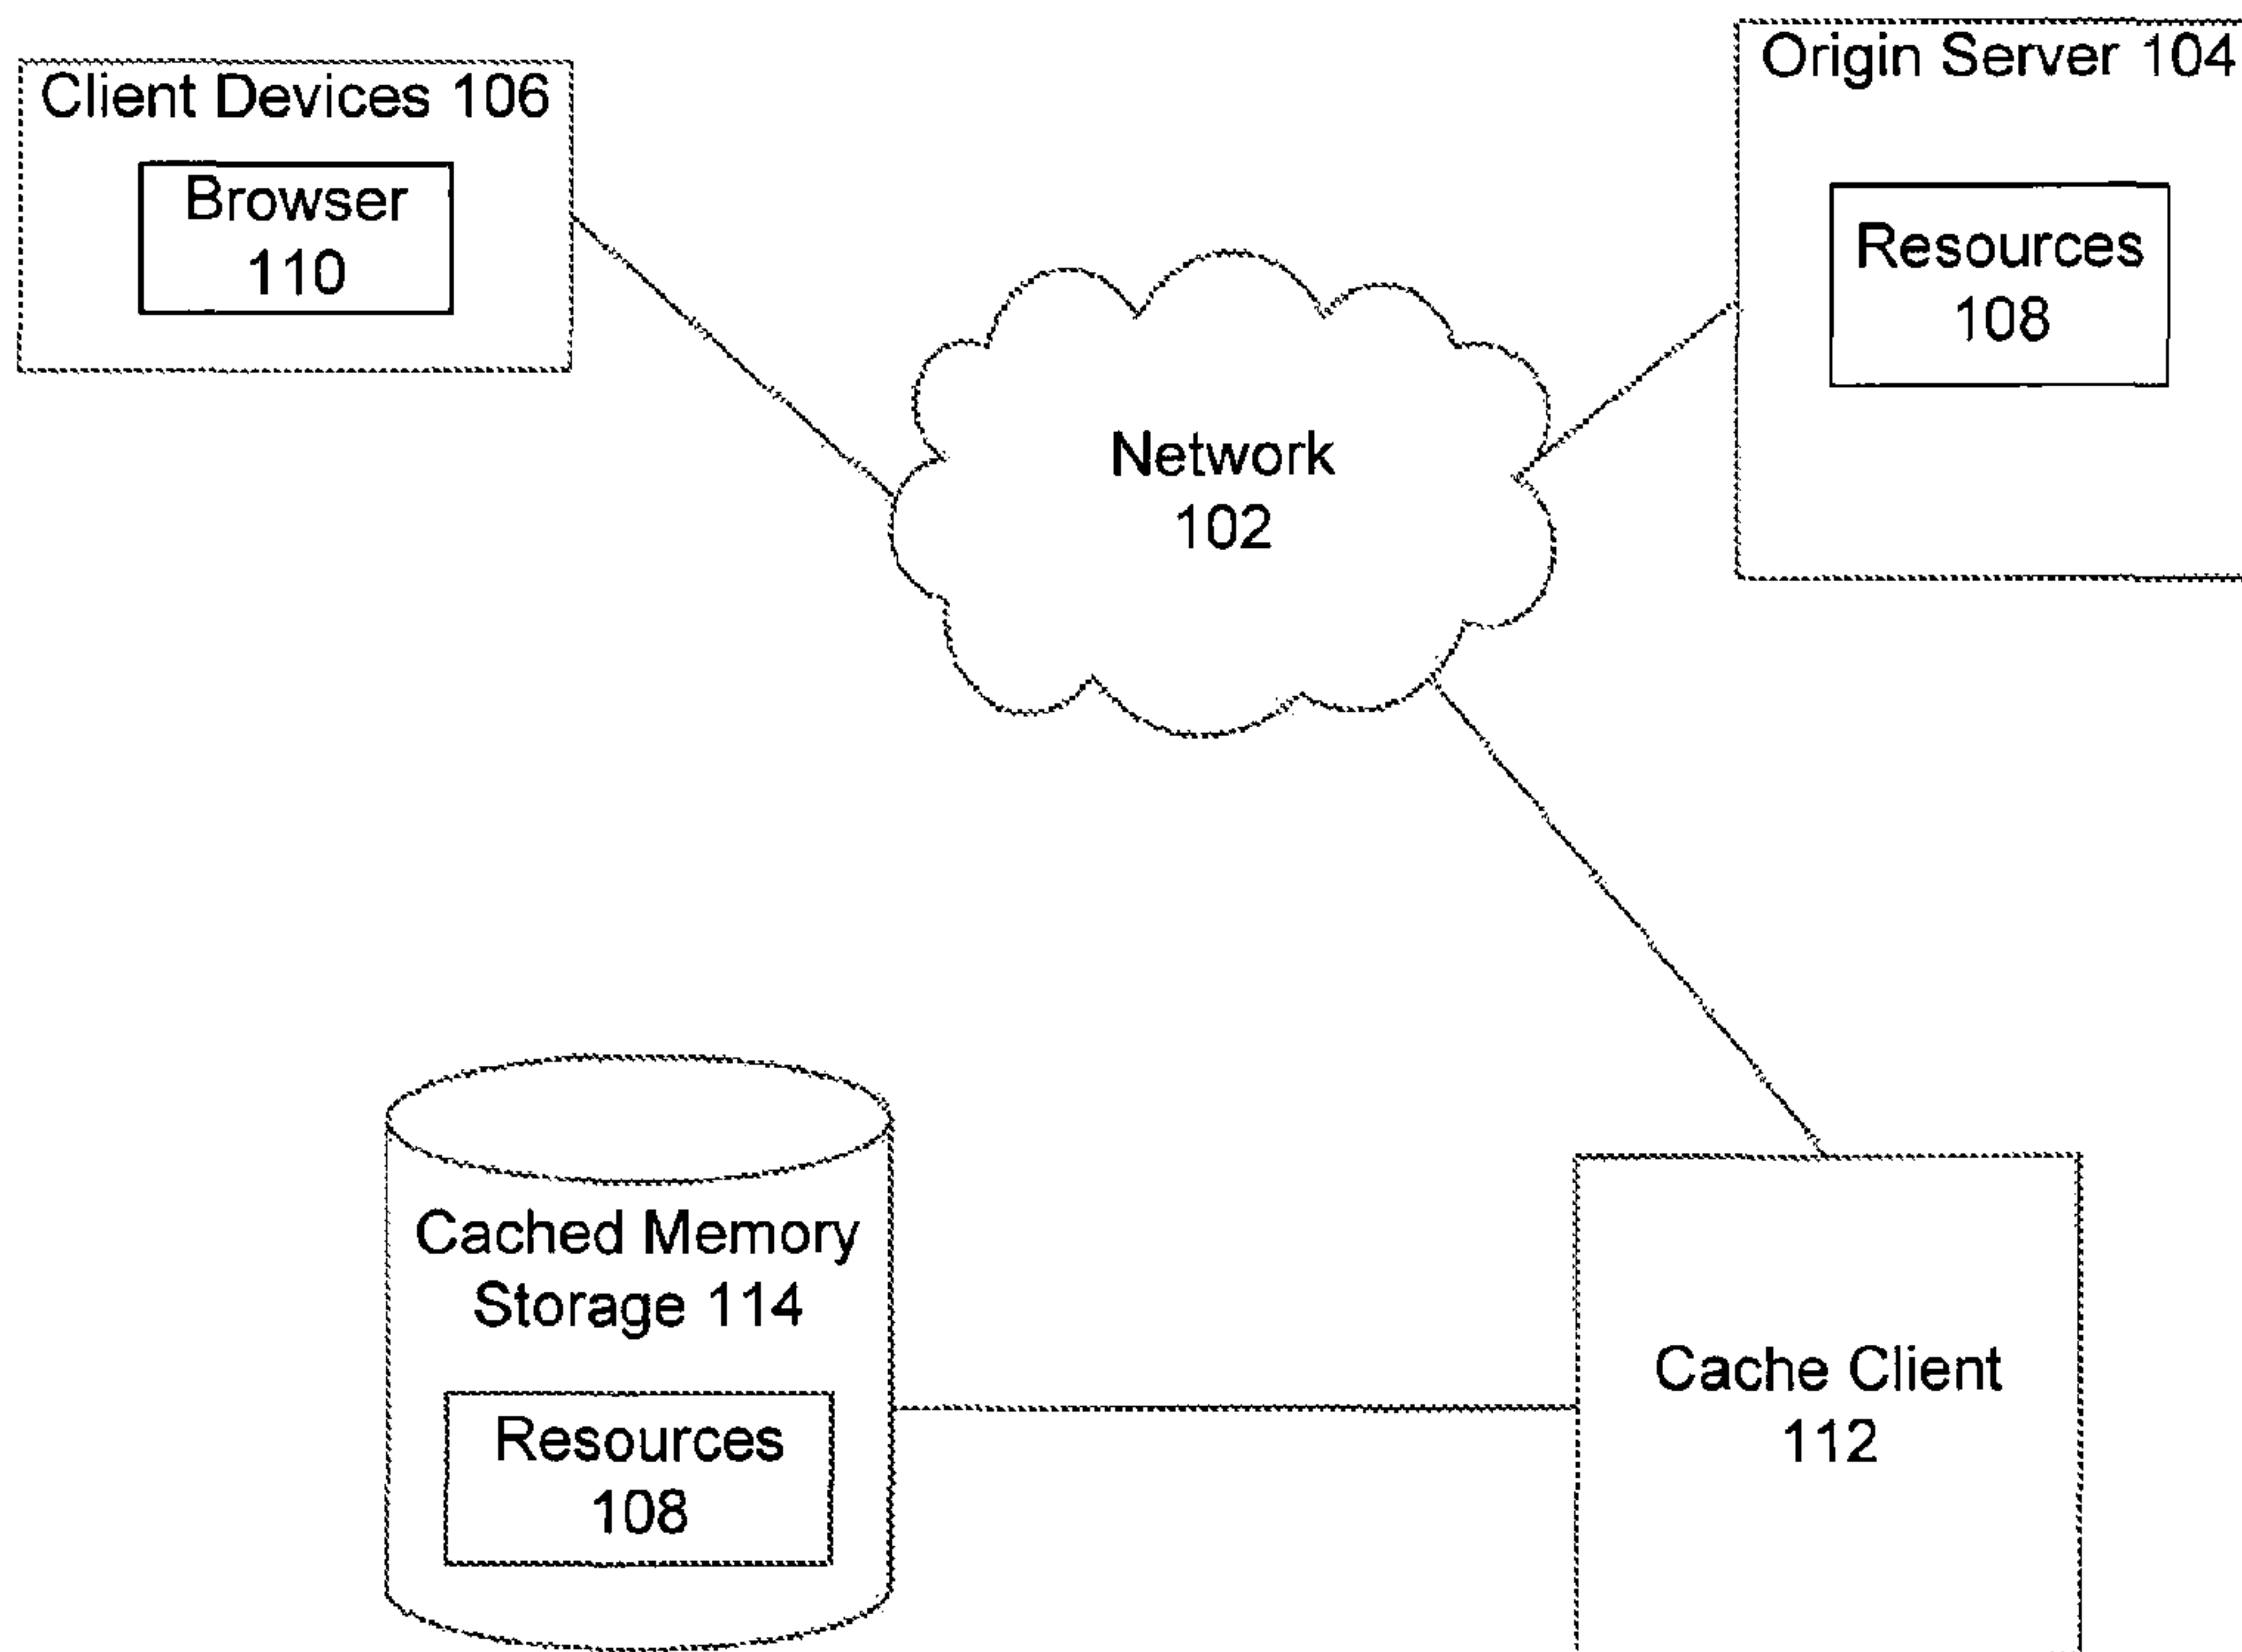 Client Devices 106
Browser
110
Origin Server 104
Resources
108
Network
102
Cached Memory
Storage 114
Resources
108
Cache Client
112